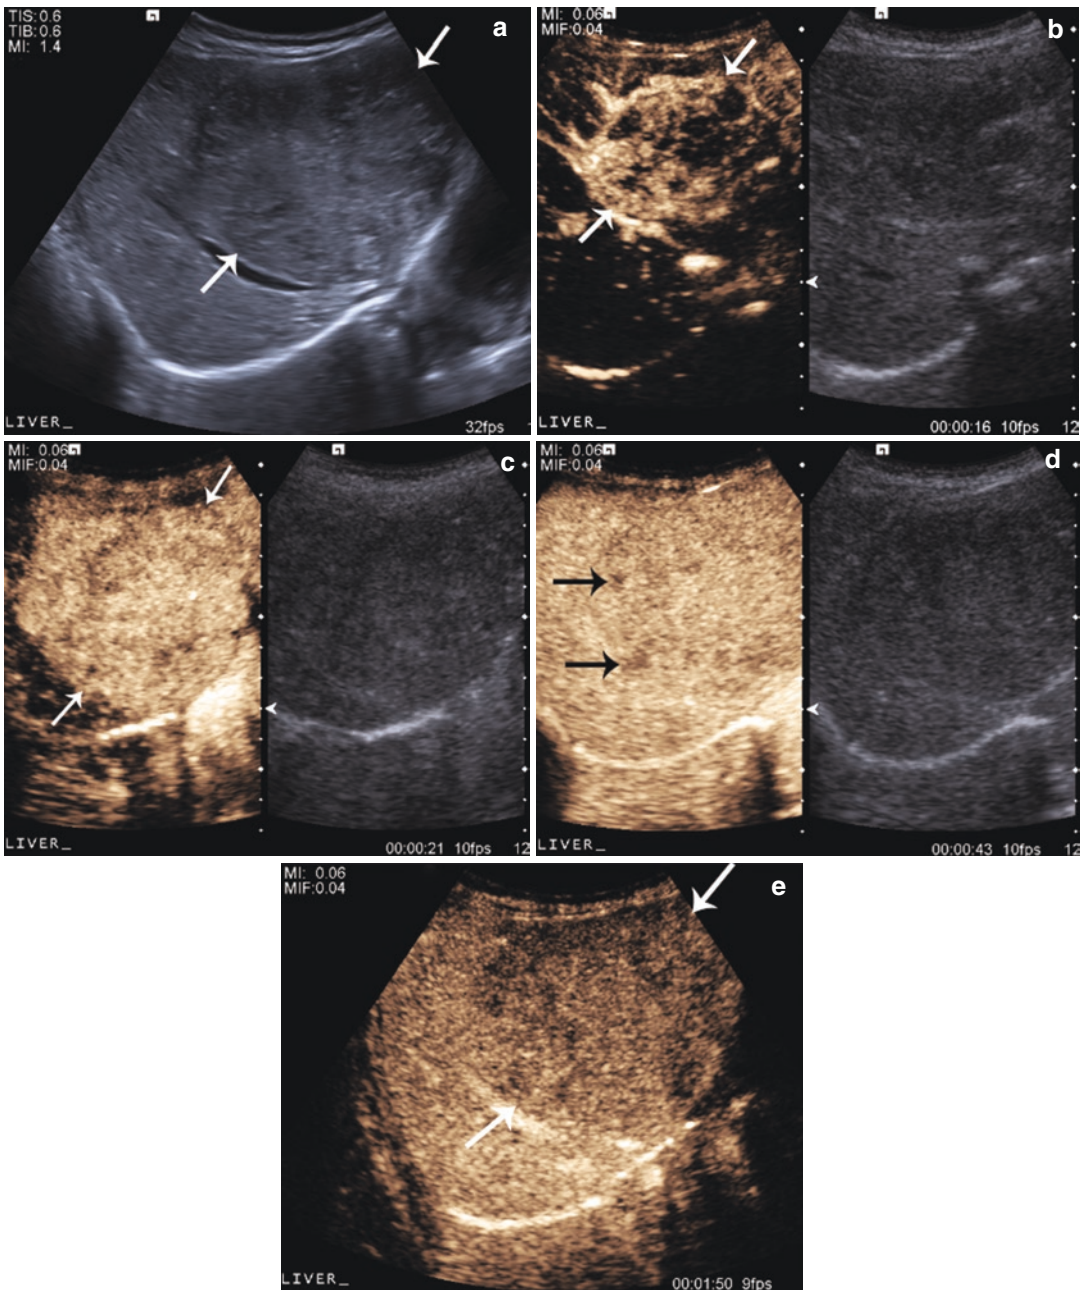 TIS:0.6
TIB:0.6
MI: 1.4
a
LIVER_
32fps
MI: 0.06
MIF:0.04
b
LIVER_
00:00:16 10fps 12
MI: 0.06
MIF:0.04
c
LIVER_
00:00:21 10fps 12
MI: 0.06
MIF:0.04
d
LIVER_
00:00:43 10fps 12
MI: 0.06
MIF:0.04
e
LIVER_
00:01:50 9fps